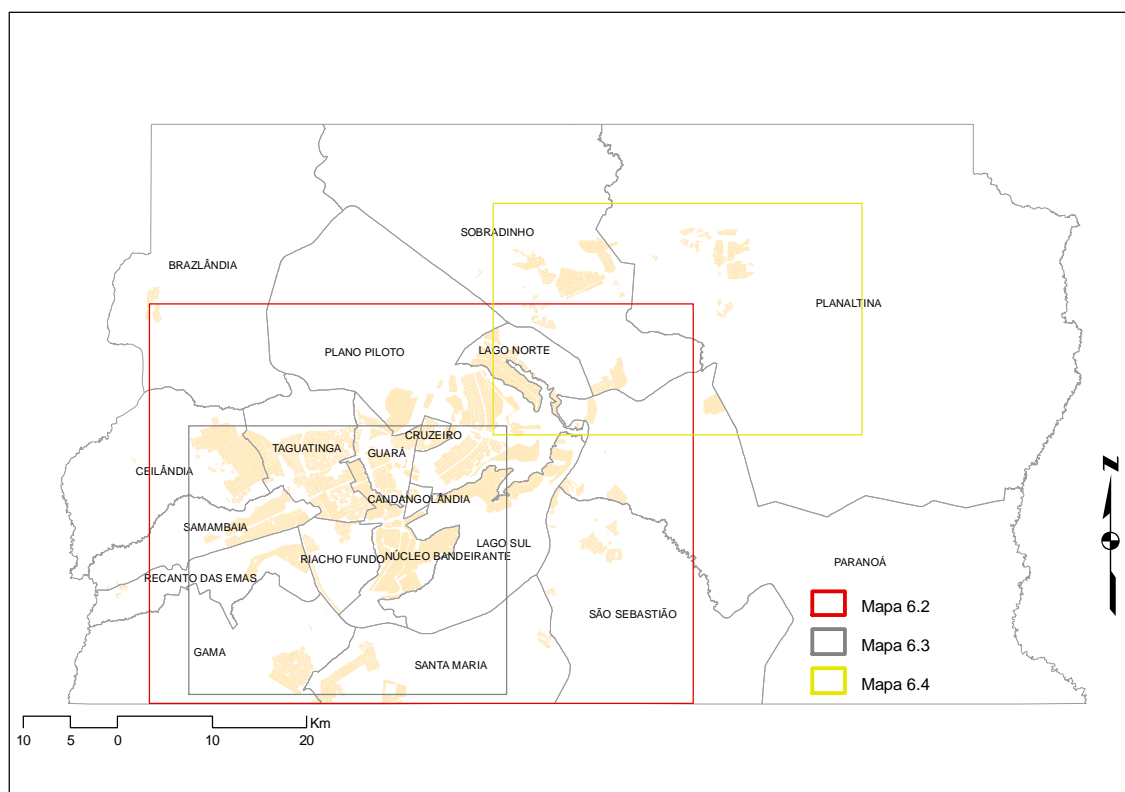 SOBRADINHO
BRAZLÂNDIA
PLANALTINA
PLANO PILOTO
LAGO NORTE
CRUZEIRO
TAGUATINGA
GUARÁ
CEILÂNDIA
CANDANGOLÂNDIA
SAMAMBAIA
LAGO SUL
RIACHO FUNDO
NÚCLEO BANDEIRANTE
PARANOÁ
RECANTO DAS EMAS
SÃO SEBASTIÃO
GAMA
SANTA MARIA
Mapa 6.2
Mapa 6.3
Mapa 6.4
N
Km
10 5 0 10 20